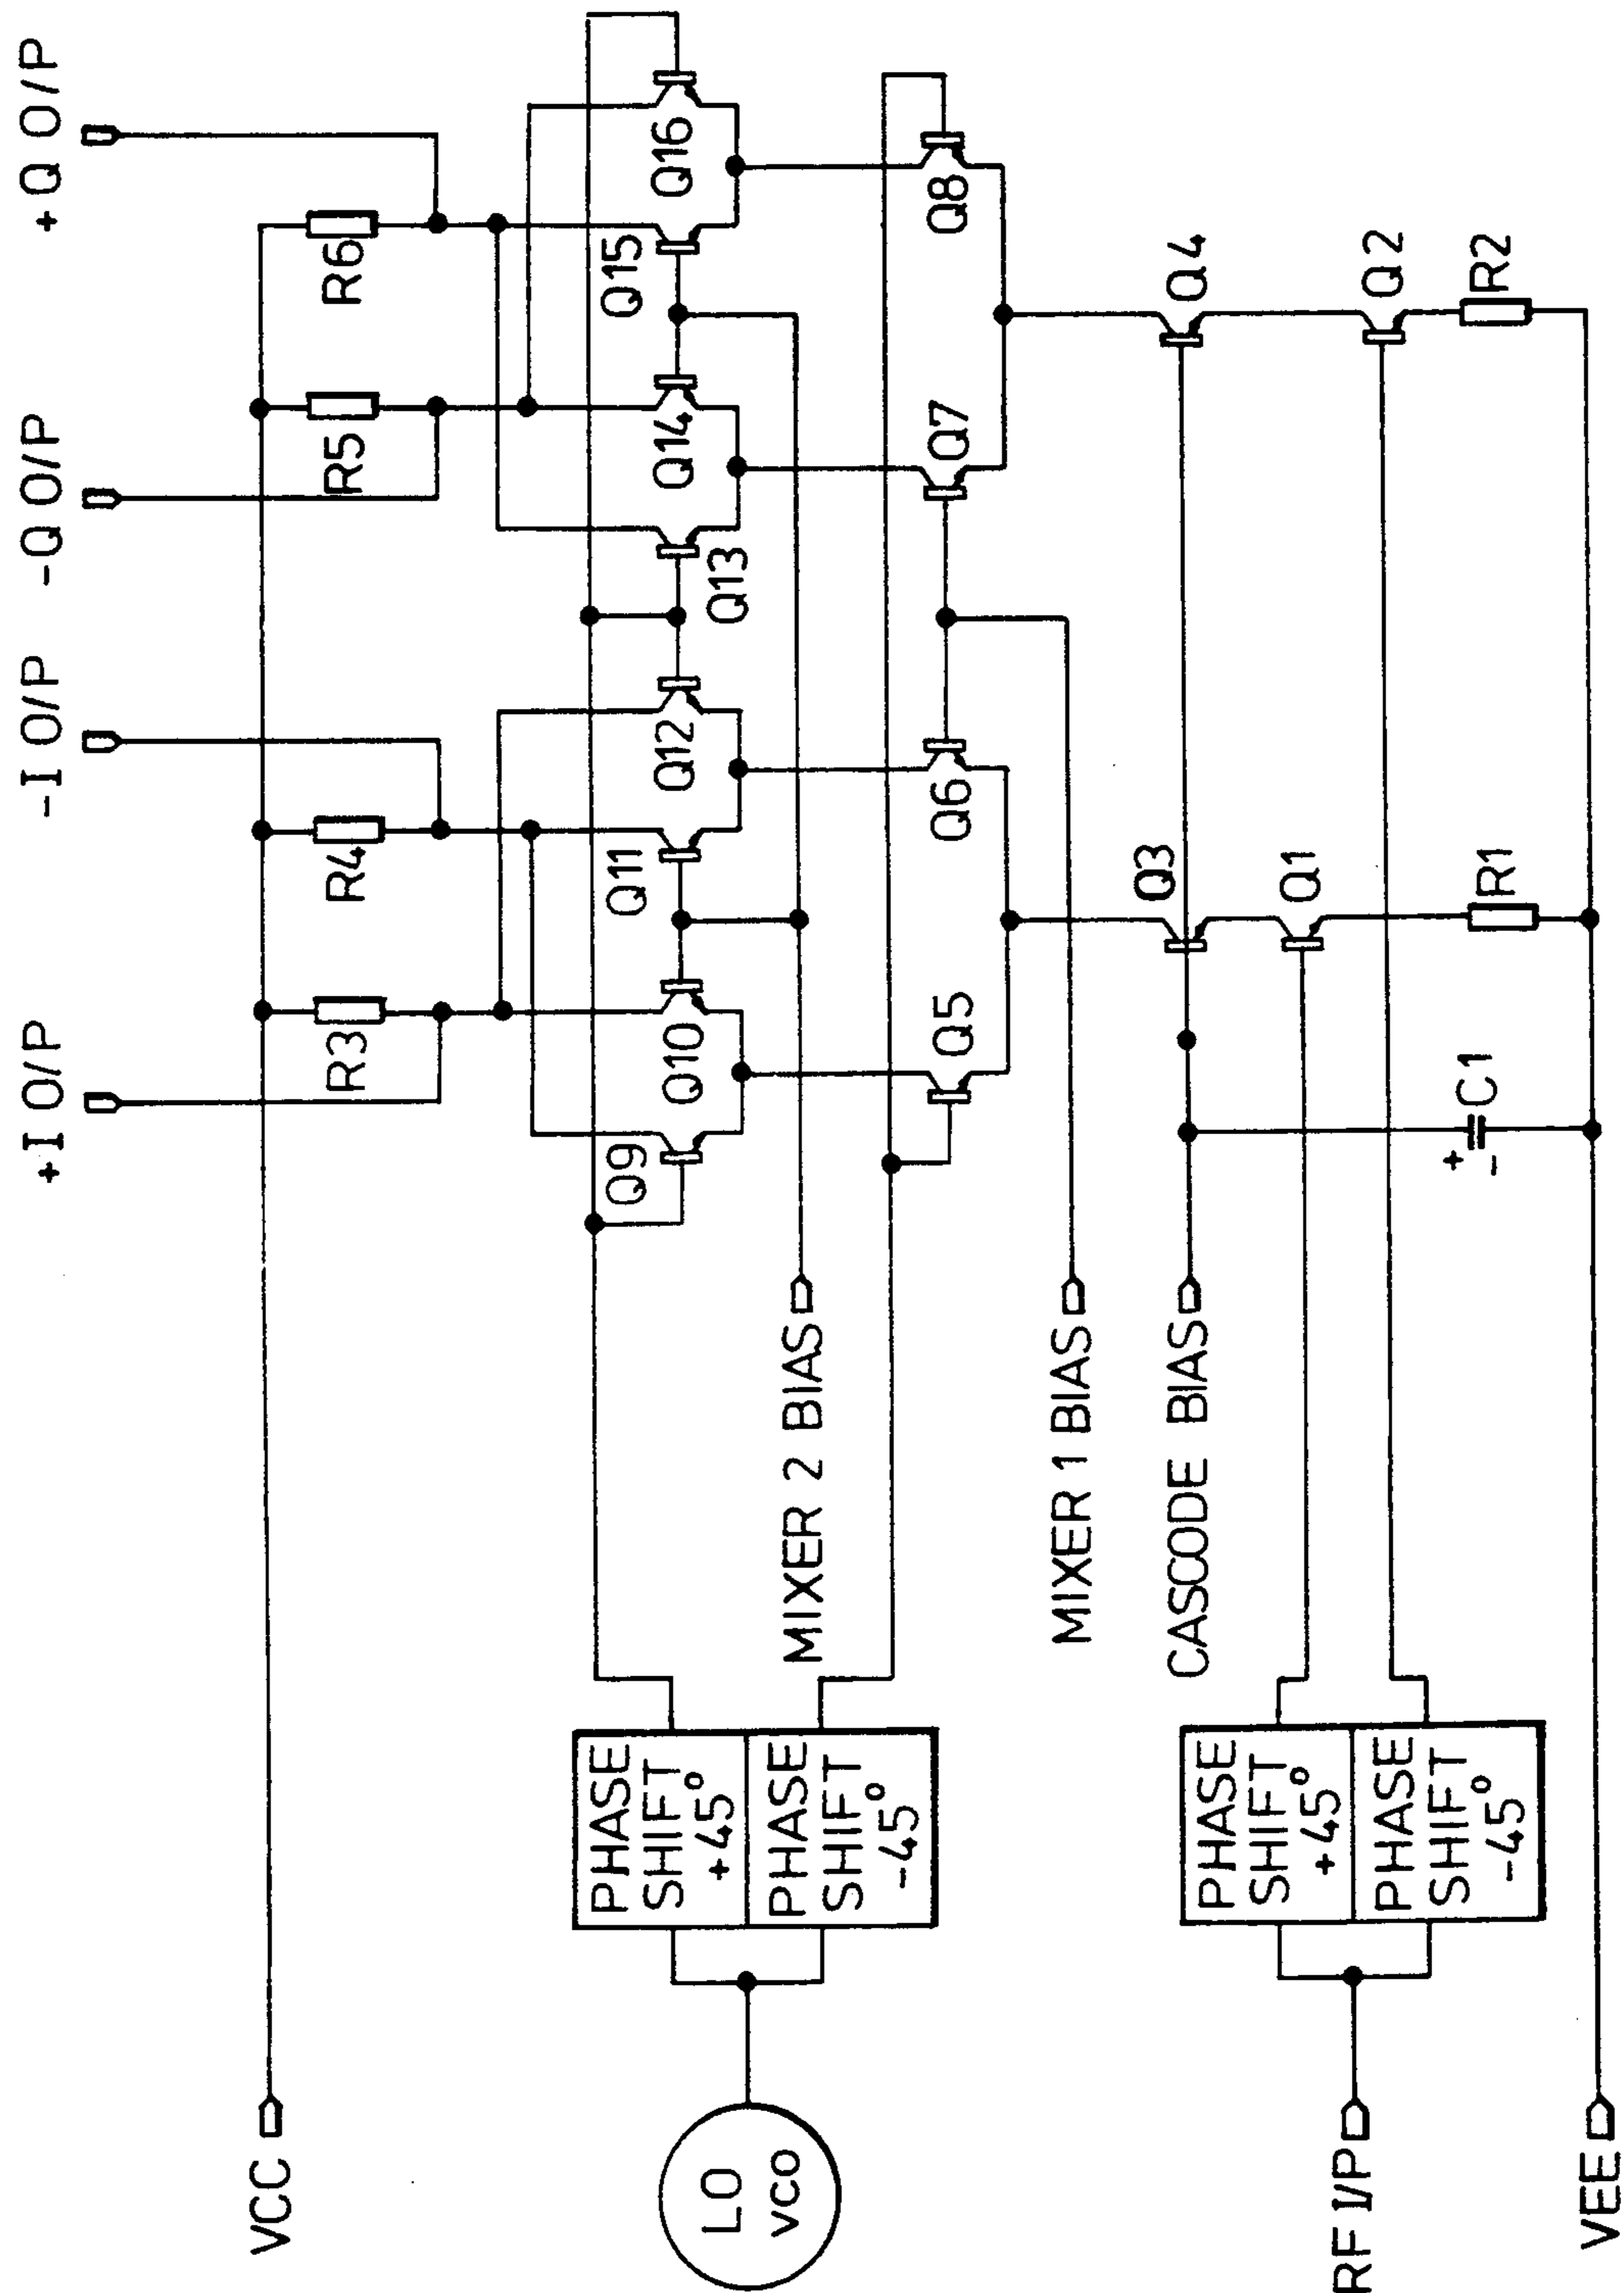 +I O/P
-I O/P
-Q O/P
+Q O/P
VCC
R3
R4
R5
R6
Q9
Q10
Q11
Q12
Q13
Q14
Q15
Q16
LO
VCO
PHASE
SHIFT
+45°
PHASE
SHIFT
-45°
MIXER 2 BIAS
Q5
Q6
Q7
Q8
MIXER 1 BIAS
CASCODE BIAS
Q3
Q4
Q1
Q2
RF I/P
PHASE
SHIFT
+45°
PHASE
SHIFT
-45°
+
-
C1
R1
R2
VEE